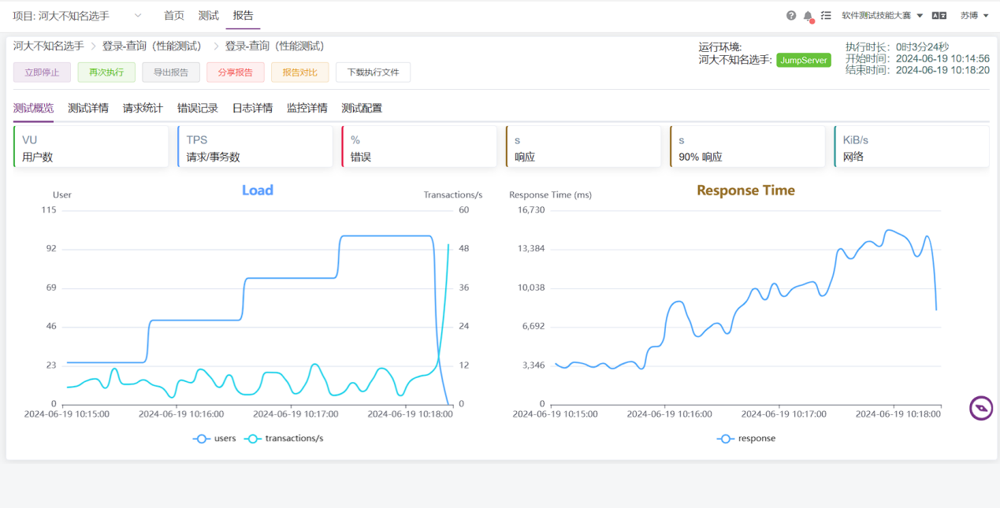 项目: 河大不知名选手 首页 测试 报告 软件测试技能大赛 苏博
河大不知名选手 登录-查询（性能测试） 登录-查询（性能测试）
运行环境:
河大不知名选手: JumpServer
执行时长: 0时3分24秒
开始时间: 2024-06-19 10:14:56
结束时间: 2024-06-19 10:18:20
立即停止 再次执行 导出报告 分享报告 报告对比 下载执行文件
测试概览 测试详情 请求统计 错误记录 日志详情 监控详情 测试配置
VU
用户数
TPS
请求/事务数
%
错误
s
响应
s
90% 响应
KiB/s
网络
Load
User Transactions/s
115 60
92 48
69 36
46 24
23 12
0 0
2024-06-19 10:15:00 2024-06-19 10:16:00 2024-06-19 10:17:00 2024-06-19 10:18:00
users transactions/s
Response Time
Response Time (ms)
16,730
13,384
10,038
6,692
3,346
0
2024-06-19 10:15:00 2024-06-19 10:16:00 2024-06-19 10:17:00 2024-06-19 10:18:00
response